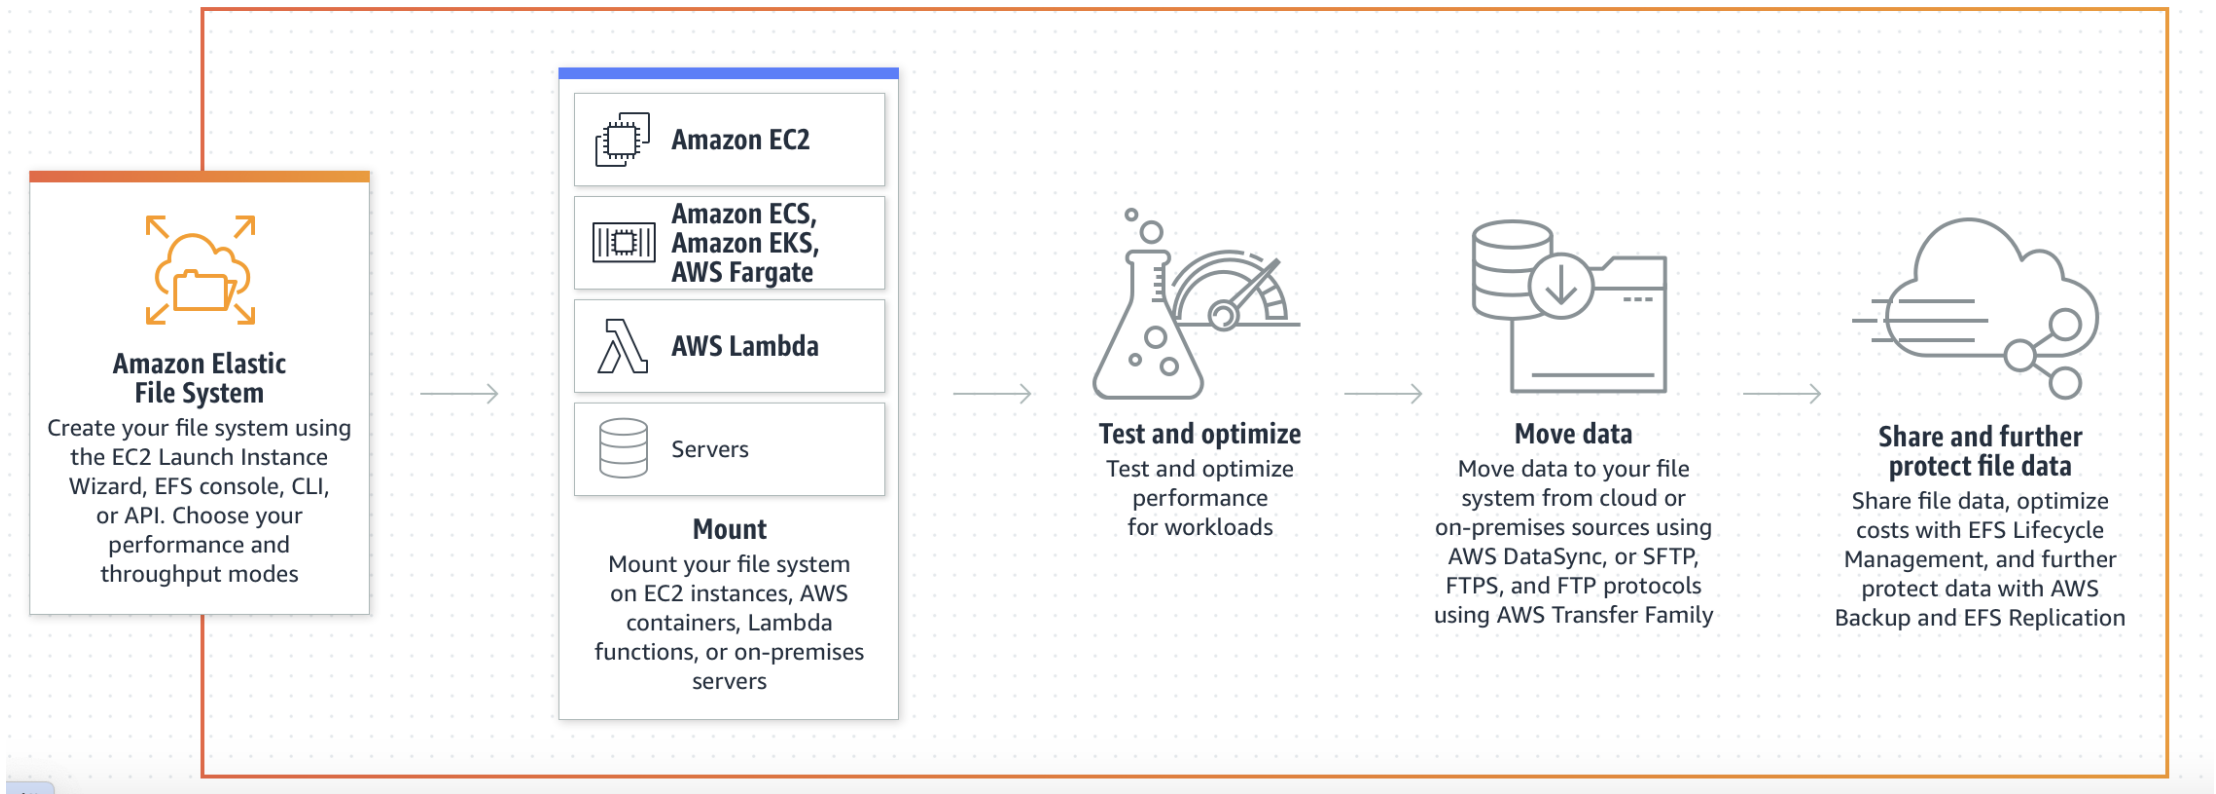 Amazon Elastic
File System
Create your file system using
the EC2 Launch Instance
Wizard, EFS console, CLI,
or API. Choose your
performance and
throughput modes
Amazon EC2
Amazon ECS,
Amazon EKS,
AWS Fargate
AWS Lambda
Servers
Mount
Mount your file system
on EC2 instances, AWS
containers, Lambda
functions, or on-premises
servers
Test and optimize
Test and optimize
performance
for workloads
Move data
Move data to your file
system from cloud or
on-premises sources using
AWS DataSync, or SFTP,
FTPS, and FTP protocols
using AWS Transfer Family
Share and further
protect file data
Share file data, optimize
costs with EFS Lifecycle
Management, and further
protect data with AWS
Backup and EFS Replication